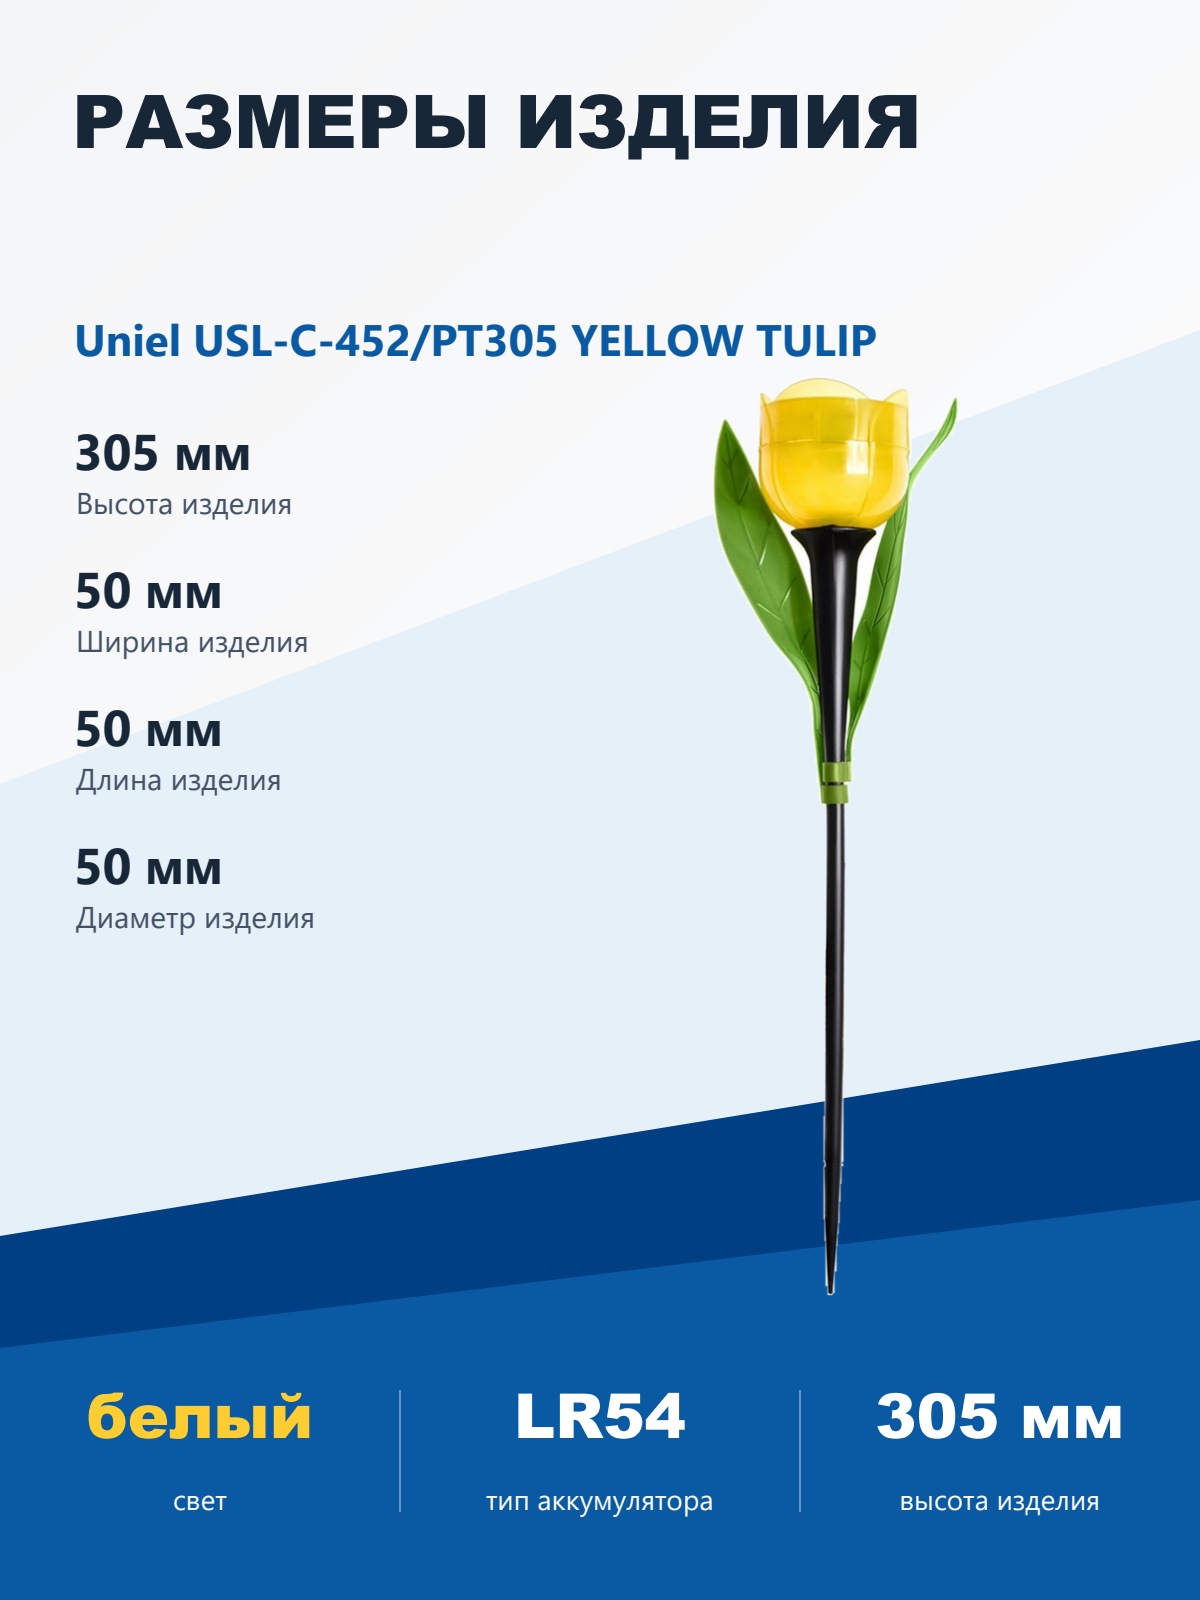 РАЗМЕРЫ ИЗДЕЛИЯ
Uniel USL-C-452/PT305 YELLOW TULIP
305 мм
Высота изделия
50 мм
Ширина изделия
50 мм
Длина изделия
50 мм
Диаметр изделия
белый
свет
LR54
тип аккумулятора
305 мм
высота изделия